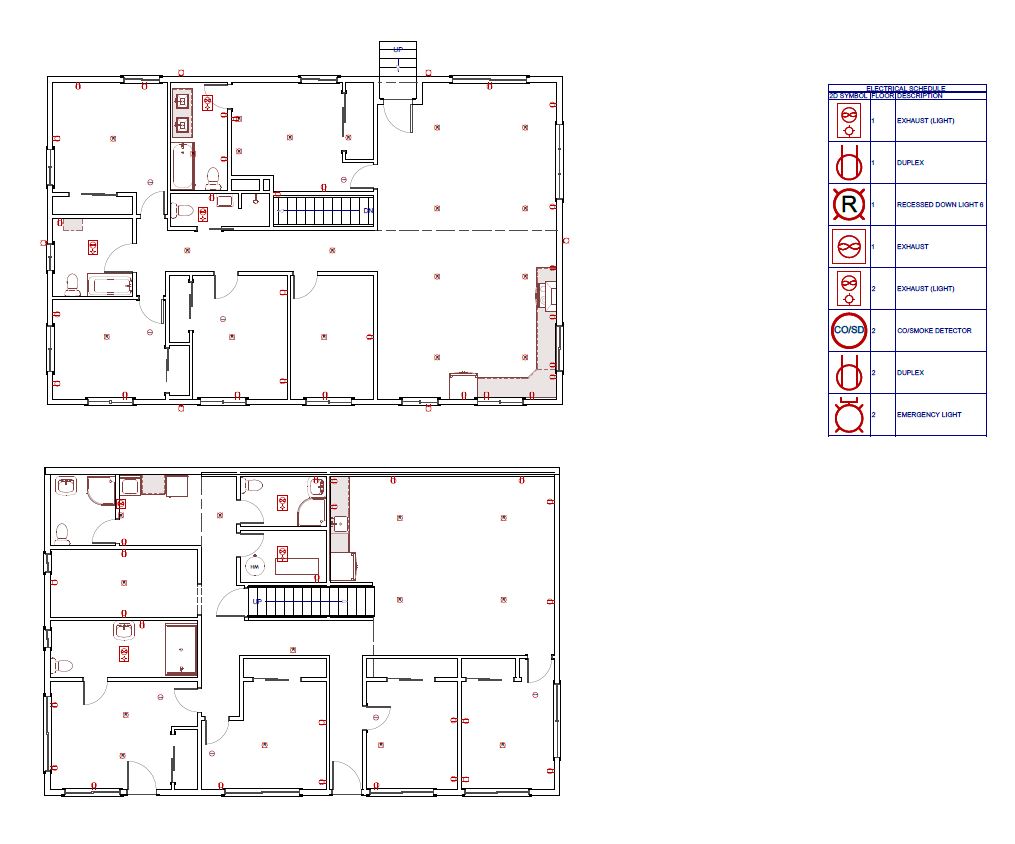 UP
ELECTRICAL SCHEDULE
2D SYMBOL FLOOR DESCRIPTION
1 EXHAUST (LIGHT)
1 DUPLEX
R 1 RECESSED DOWN LIGHT 6
1 EXHAUST
2 EXHAUST (LIGHT)
CO/SD 2 CO/SMOKE DETECTOR
2 DUPLEX
2 EMERGENCY LIGHT
DN
HW
UP